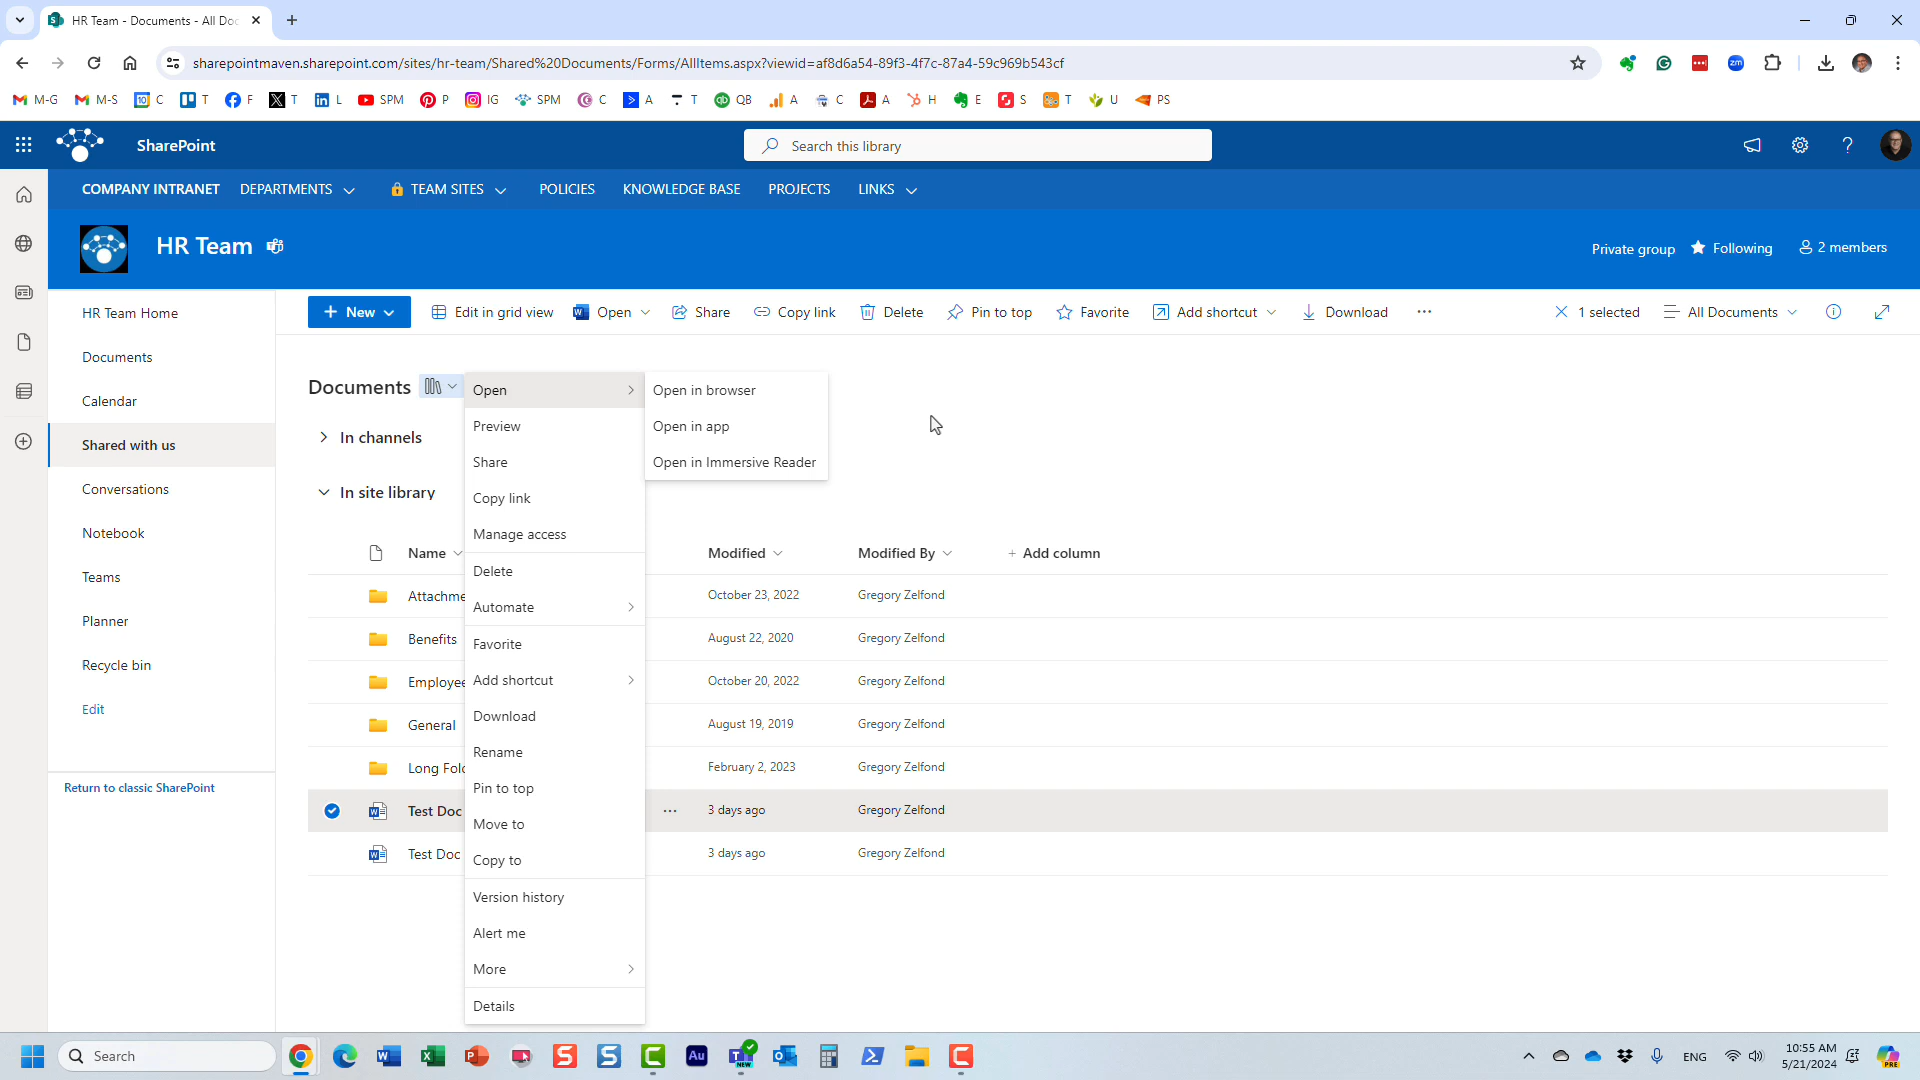 HR Team - Documents - All Doc
sharepointmaven.sharepoint.com/sites/hr-team/Shared%20Documents/Forms/AllItems.aspx?viewid=af8d6a54-89f3-4f7c-87a4-59c969b543cf
M-G M-S C T F T L SPM P IG SPM C A T QB A C A H E S T U PS
SharePoint
Search this library
COMPANY INTRANET DEPARTMENTS TEAM SITES POLICIES KNOWLEDGE BASE PROJECTS LINKS
HR Team
Private group Following 2 members
HR Team Home
Documents
Calendar
Shared with us
Conversations
Notebook
Teams
Planner
Recycle bin
Edit
Return to classic SharePoint
New Edit in grid view Open Share Copy link Delete Pin to top Favorite Add shortcut Download ... 1 selected All Documents
Documents
In channels
In site library
Name Modified Modified By + Add column
Attachme October 23, 2022 Gregory Zelfond
Benefits August 22, 2020 Gregory Zelfond
Employee October 20, 2022 Gregory Zelfond
General August 19, 2019 Gregory Zelfond
Long Fol February 2, 2023 Gregory Zelfond
Test Doc ... 3 days ago Gregory Zelfond
Test Doc 3 days ago Gregory Zelfond
Open
Preview
Share
Copy link
Manage access
Delete
Automate
Favorite
Add shortcut
Download
Rename
Pin to top
Move to
Copy to
Version history
Alert me
More
Details
Open in browser
Open in app
Open in Immersive Reader
Search
ENG
10:55 AM
5/21/2024